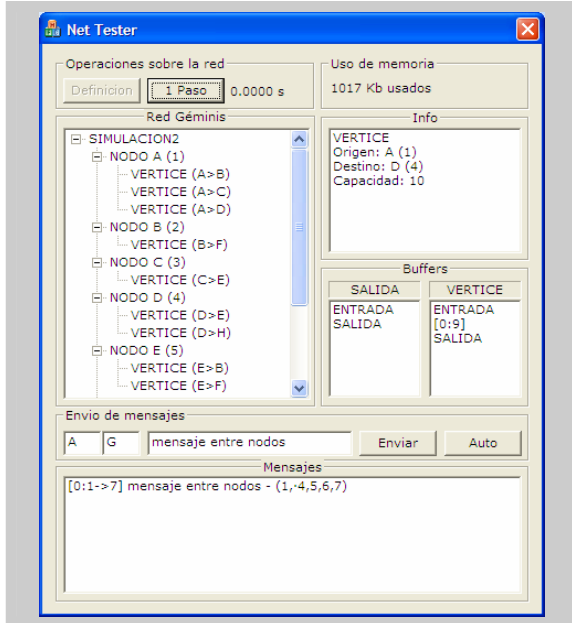 Net Tester
Operaciones sobre la red
Definicion
1 Paso
0.0000 s
Uso de memoria
1017 Kb usados
Red Géminis
SIMULACION2
NODO A (1)
VERTICE (A>B)
VERTICE (A>C)
VERTICE (A>D)
NODO B (2)
VERTICE (B>F)
NODO C (3)
VERTICE (C>E)
NODO D (4)
VERTICE (D>E)
VERTICE (D>H)
NODO E (5)
VERTICE (E>B)
VERTICE (E>F)
Info
VERTICE
Origen: A (1)
Destino: D (4)
Capacidad: 10
Buffers
SALIDA
ENTRADA
SALIDA
VERTICE
ENTRADA
[0:9]
SALIDA
Envio de mensajes
A G mensaje entre nodos Enviar Auto
Mensajes
[0:1->7] mensaje entre nodos - (1,·4,5,6,7)